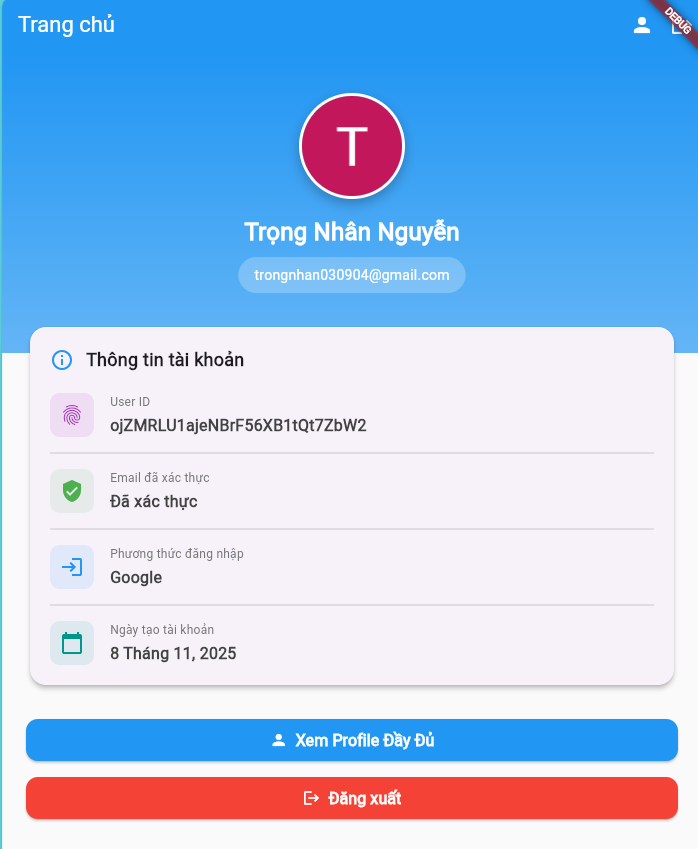 Trang chủ
DEBUG
T
Trọng Nhân Nguyễn
trongnhan030904@gmail.com
Thông tin tài khoản
User ID
ojZMRLU1ajeNBrF56XB1tQt7ZbW2
Email đã xác thực
Đã xác thực
Phương thức đăng nhập
Google
Ngày tạo tài khoản
8 Tháng 11, 2025
Xem Profile Đầy Đủ
Đăng xuất